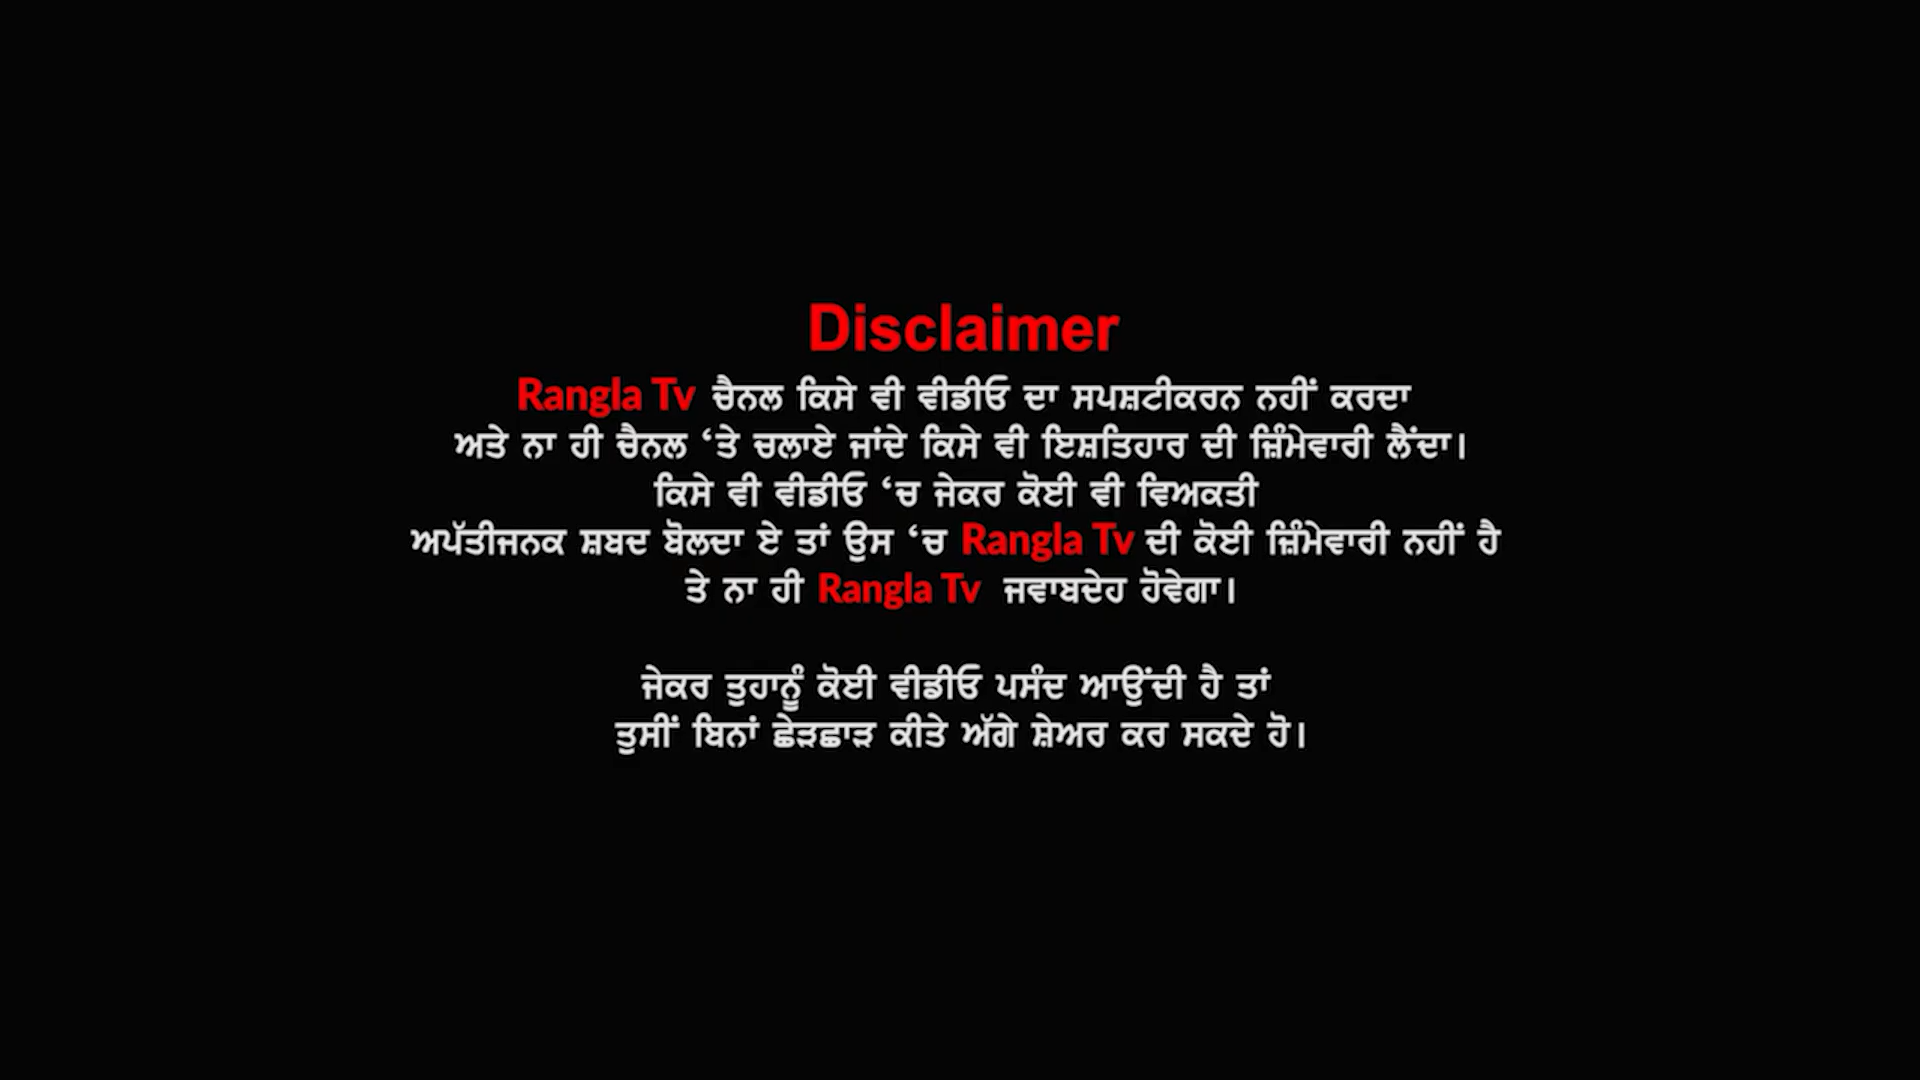 Disclaimer
Rangla Tv ਚੈਨਲ ਕਿਸੇ ਵੀ ਵੀਡੀਓ ਦਾ ਸਪਸ਼ਟੀਕਰਨ ਨਹੀਂ ਕਰਦਾ
ਅਤੇ ਨਾ ਹੀ ਚੈਨਲ ‘ਤੇ ਚਲਾਏ ਜਾਂਦੇ ਕਿਸੇ ਵੀ ਇਸ਼ਤਿਹਾਰ ਦੀ ਜ਼ਿੰਮੇਵਾਰੀ ਲੈਂਦਾ।
ਕਿਸੇ ਵੀ ਵੀਡੀਓ ‘ਚ ਜੇਕਰ ਕੋਈ ਵੀ ਵਿਅਕਤੀ
ਅਪੱਤੀਜਨਕ ਸ਼ਬਦ ਬੋਲਦਾ ਏ ਤਾਂ ਉਸ ‘ਚ Rangla Tv ਦੀ ਕੋਈ ਜ਼ਿੰਮੇਵਾਰੀ ਨਹੀਂ ਹੈ
ਤੇ ਨਾ ਹੀ Rangla Tv ਜਵਾਬਦੇਹ ਹੋਵੇਗਾ।
ਜੇਕਰ ਤੁਹਾਨੂੰ ਕੋਈ ਵੀਡੀਓ ਪਸੰਦ ਆਉਂਦੀ ਹੈ ਤਾਂ
ਤੁਸੀਂ ਬਿਨਾਂ ਛੇੜਛਾੜ ਕੀਤੇ ਅੱਗੇ ਸ਼ੇਅਰ ਕਰ ਸਕਦੇ ਹੋ।